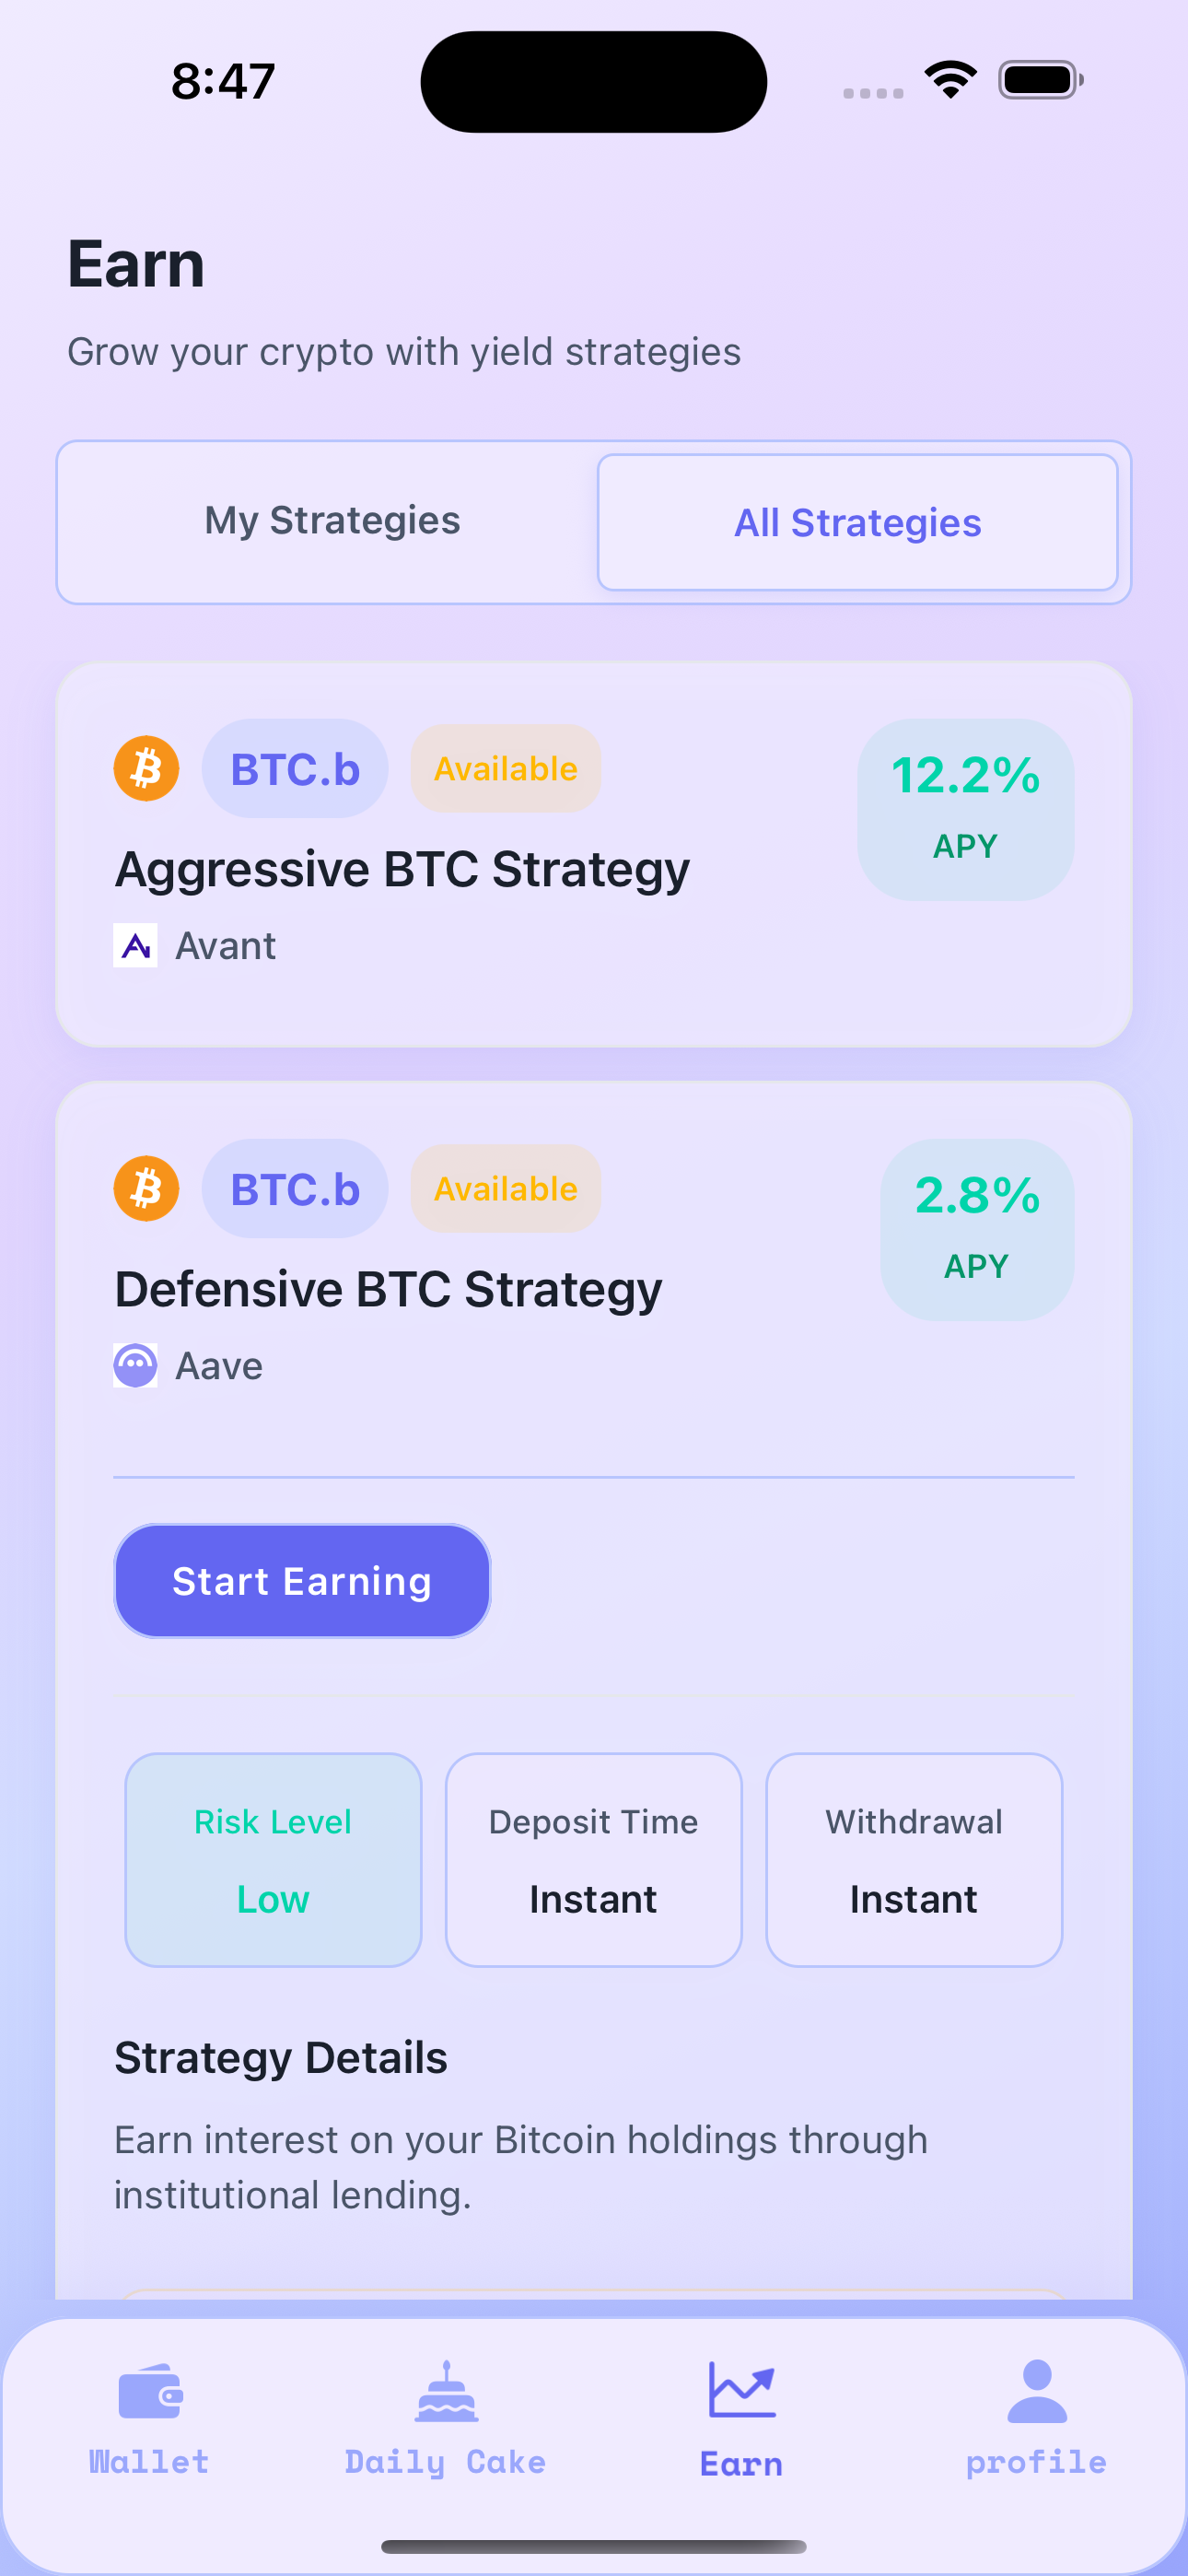 8:47
Earn
Grow your crypto with yield strategies
My Strategies
All Strategies
BTC.b
Available
12.2%
APY
Aggressive BTC Strategy
Avant
BTC.b
Available
2.8%
APY
Defensive BTC Strategy
Aave
Start Earning
Risk Level
Low
Deposit Time
Instant
Withdrawal
Instant
Strategy Details
Earn interest on your Bitcoin holdings through
institutional lending.
Wallet
Daily Cake
Earn
profile